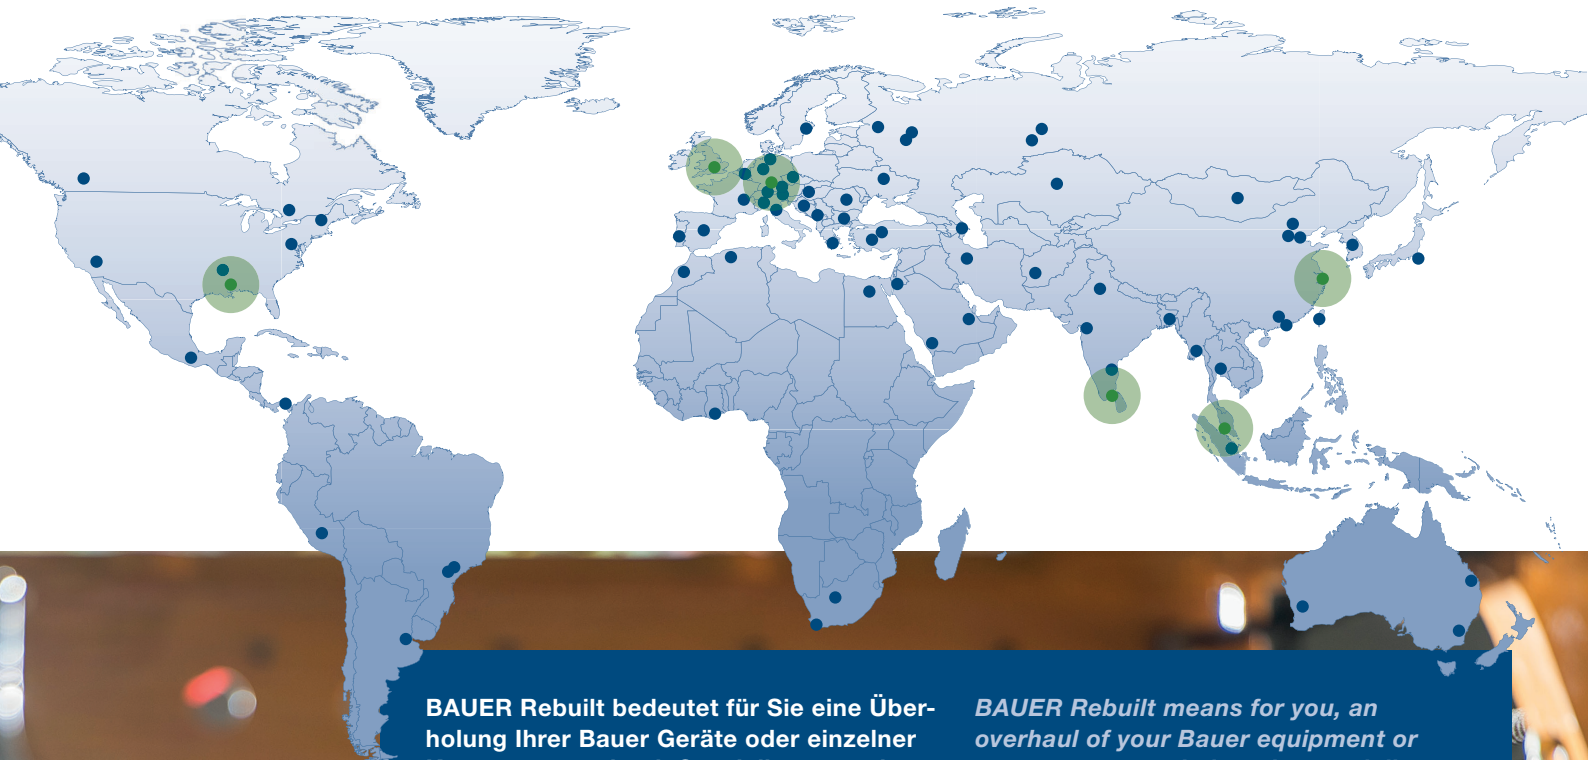 BAUER Rebuilt bedeutet für Sie eine Über-
holung Ihrer Bauer Geräte oder einzelner
BAUER Rebuilt means for you, an
overhaul of your Bauer equipment or